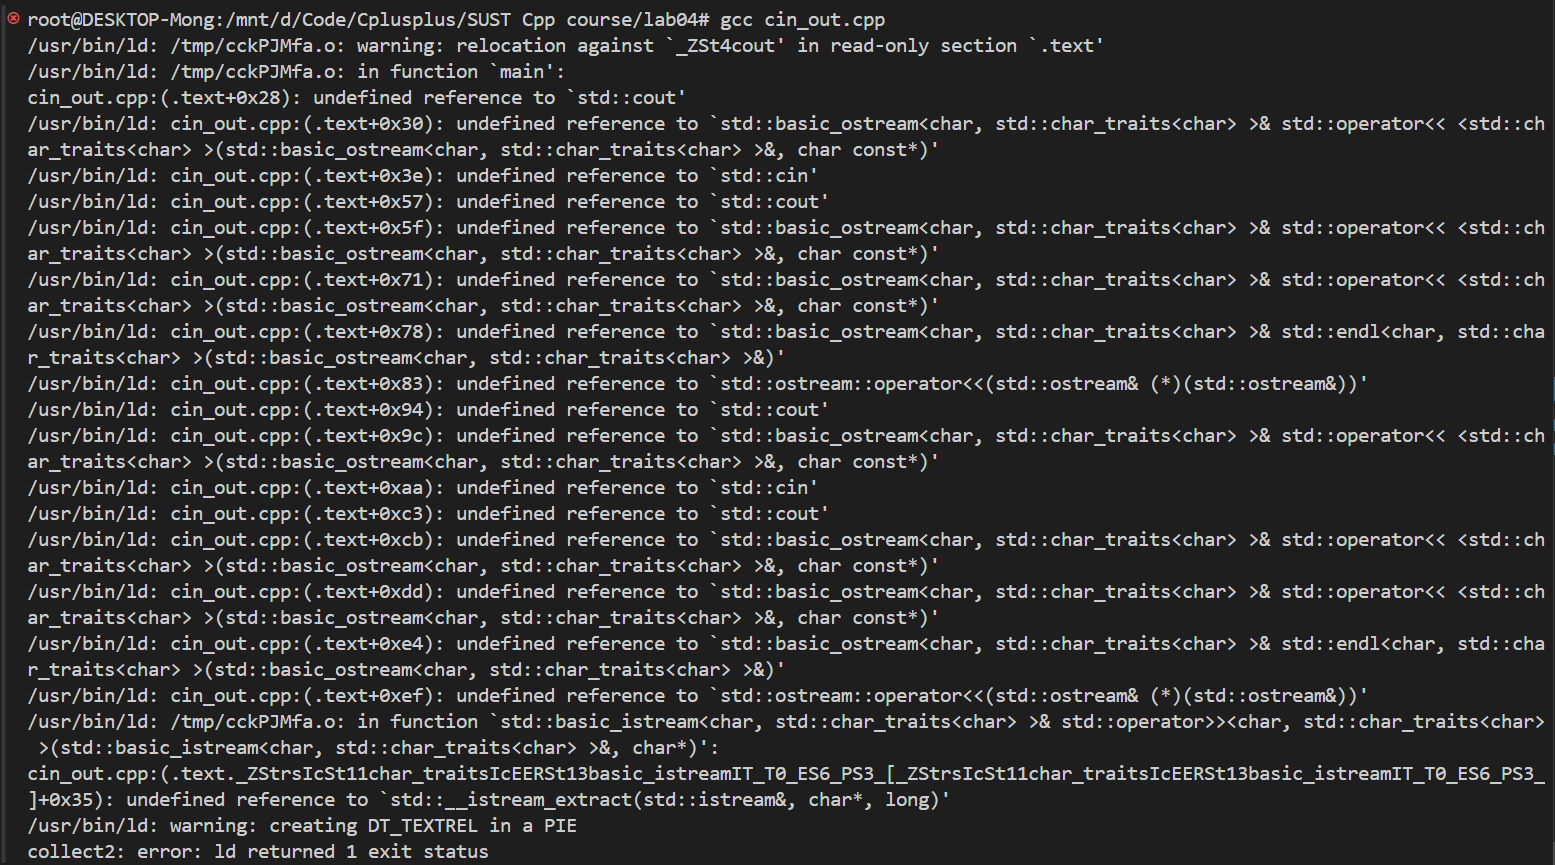 root@DESKTOP-Mong:/mnt/d/Code/Cplusplus/SUST Cpp course/lab04# gcc cin_out.cpp
/usr/bin/ld: /tmp/cckPJMfa.o: warning: relocation against `_ZSt4cout' in read-only section `.text'
/usr/bin/ld: /tmp/cckPJMfa.o: in function `main':
cin_out.cpp:(.text+0x28): undefined reference to `std::cout'
/usr/bin/ld: cin_out.cpp:(.text+0x30): undefined reference to `std::basic_ostream<char, std::char_traits<char> >& std::operator<< <std::ch
ar_traits<char> >(std::basic_ostream<char, std::char_traits<char> >&, char const*)'
/usr/bin/ld: cin_out.cpp:(.text+0x3e): undefined reference to `std::cin'
/usr/bin/ld: cin_out.cpp:(.text+0x57): undefined reference to `std::cout'
/usr/bin/ld: cin_out.cpp:(.text+0x5f): undefined reference to `std::basic_ostream<char, std::char_traits<char> >& std::operator<< <std::ch
ar_traits<char> >(std::basic_ostream<char, std::char_traits<char> >&, char const*)'
/usr/bin/ld: cin_out.cpp:(.text+0x71): undefined reference to `std::basic_ostream<char, std::char_traits<char> >& std::operator<< <std::ch
ar_traits<char> >(std::basic_ostream<char, std::char_traits<char> >&, char const*)'
/usr/bin/ld: cin_out.cpp:(.text+0x78): undefined reference to `std::basic_ostream<char, std::char_traits<char> >& std::endl<char, std::cha
r_traits<char> >(std::basic_ostream<char, std::char_traits<char> >&)'
/usr/bin/ld: cin_out.cpp:(.text+0x83): undefined reference to `std::ostream::operator<<(std::ostream& (*)(std::ostream&))'
/usr/bin/ld: cin_out.cpp:(.text+0x94): undefined reference to `std::cout'
/usr/bin/ld: cin_out.cpp:(.text+0x9c): undefined reference to `std::basic_ostream<char, std::char_traits<char> >& std::operator<< <std::ch
ar_traits<char> >(std::basic_ostream<char, std::char_traits<char> >&, char const*)'
/usr/bin/ld: cin_out.cpp:(.text+0xaa): undefined reference to `std::cin'
/usr/bin/ld: cin_out.cpp:(.text+0xc3): undefined reference to `std::cout'
/usr/bin/ld: cin_out.cpp:(.text+0xcb): undefined reference to `std::basic_ostream<char, std::char_traits<char> >& std::operator<< <std::ch
ar_traits<char> >(std::basic_ostream<char, std::char_traits<char> >&, char const*)'
/usr/bin/ld: cin_out.cpp:(.text+0xdd): undefined reference to `std::basic_ostream<char, std::char_traits<char> >& std::operator<< <std::ch
ar_traits<char> >(std::basic_ostream<char, std::char_traits<char> >&, char const*)'
/usr/bin/ld: cin_out.cpp:(.text+0xe4): undefined reference to `std::basic_ostream<char, std::char_traits<char> >& std::endl<char, std::cha
r_traits<char> >(std::basic_ostream<char, std::char_traits<char> >&)'
/usr/bin/ld: cin_out.cpp:(.text+0xef): undefined reference to `std::ostream::operator<<(std::ostream& (*)(std::ostream&))'
/usr/bin/ld: /tmp/cckPJMfa.o: in function `std::basic_istream<char, std::char_traits<char> >& std::operator>><char, std::char_traits<char>
 >(std::basic_istream<char, std::char_traits<char> >&, char*)':
cin_out.cpp:(.text._ZStrsIcSt11char_traitsIcEERSt13basic_istreamIT_T0_ES6_PS3_[_ZStrsIcSt11char_traitsIcEERSt13basic_istreamIT_T0_ES6_PS3_
]+0x35): undefined reference to `std::__istream_extract(std::istream&, char*, long)'
/usr/bin/ld: warning: creating DT_TEXTREL in a PIE
collect2: error: ld returned 1 exit status